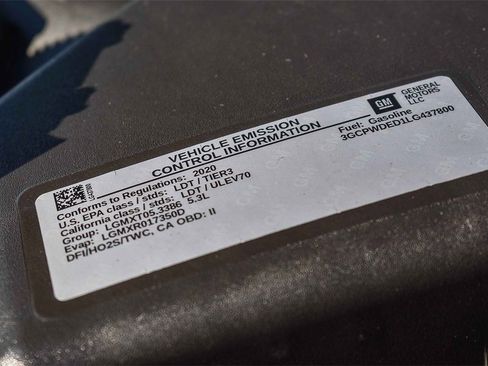 VEHICLE EMISSION
CONTROL INFORMATION
GM
GENERAL
MOTORS
LLC
Fuel: Gasoline
3GCPWDED1LG437800
Conforms to Regulations: 2020
U.S. EPA class / stds: LDT / TIER3
California class / stds: LDT / ULEV70
Group: LGMXT05.3386 5.3L
Evap: LGMXR017350D
DFI/HO2S/TWC, CA OBD: II